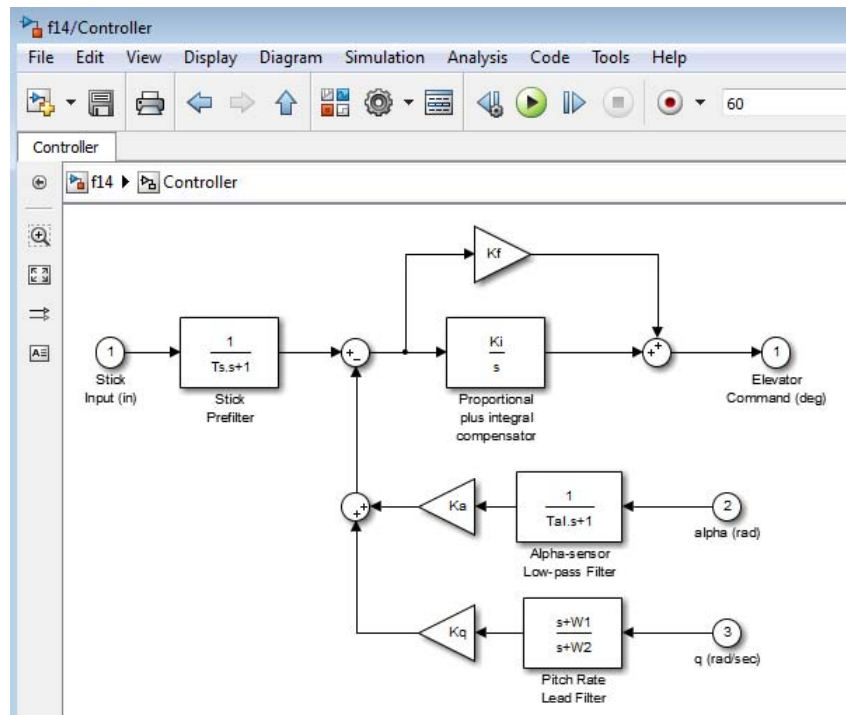 f14/Controller
File Edit View Display Diagram Simulation Analysis Code Tools Help
60
Controller
f14 Controller
Kf
1
Stick
Input (in)
1
Ts.s+1
Stick
Prefilter
+
-
Ki
s
Proportional
plus integral
compensator
+
+
1
Elevator
Command (deg)
+
+
Ka
1
Tal.s+1
Alpha-sensor
Low-pass Filter
2
alpha (rad)
Kq
s+W1
s+W2
Pitch Rate
Lead Filter
3
q (rad/sec)